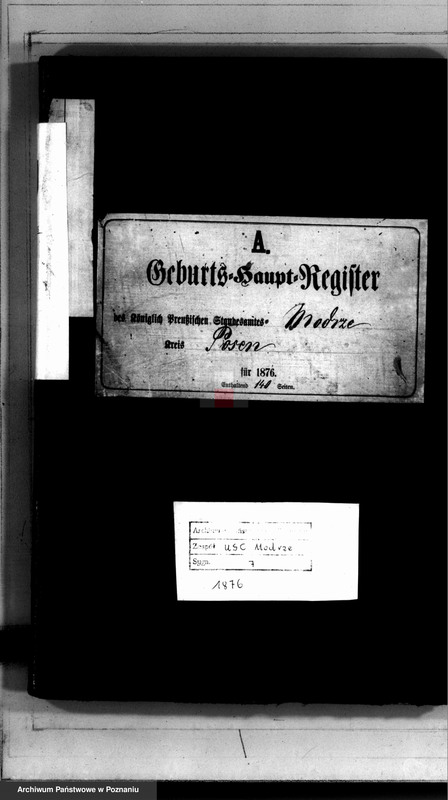 A.
Geburts-Haupt-Register
des Königlich Preußischen Standesamtes Modrze
Kreis Posen
für 1876.
Enthaltend 140 Seiten.
Zespół USC Modrze
Sygn. 7
1876
Archiwum Państwowe w Poznaniu